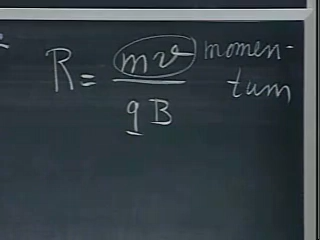 R = mv / qB momen-
tum